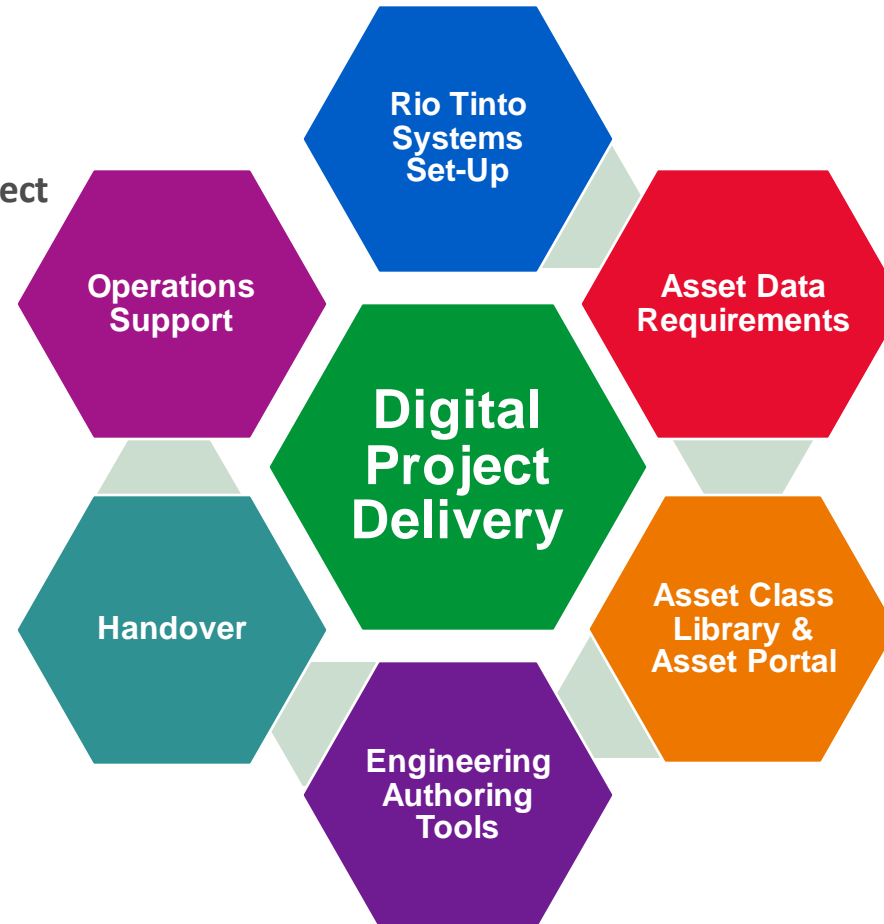 Rio Tinto
Systems
Set-Up
ect
Operations
Support
Asset Data
Requirements
Digital
Project
Delivery
Handover
Asset Class
Library &
Asset Portal
Engineering
Authoring
Tools